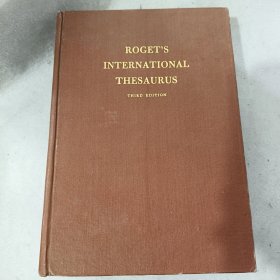 ROGET'S
INTERNATIONAL
THESAURUS
THIRD EDITION